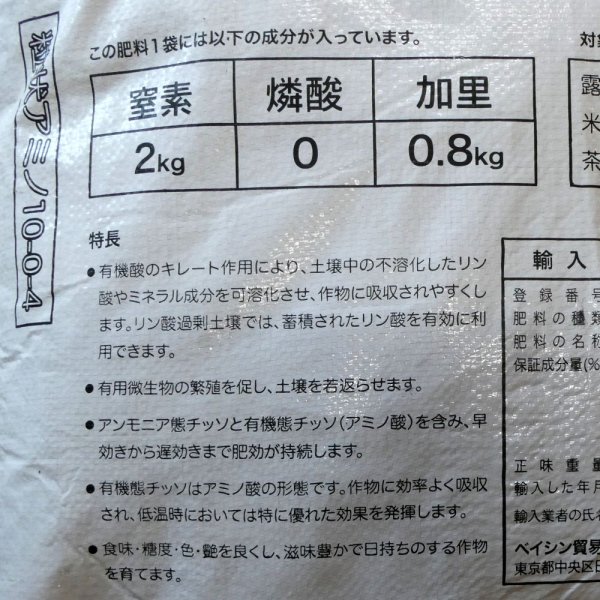 この肥料1袋には以下の成分が入っています。
窒素 燐酸 加里
2kg 0 0.8kg
アミノ10-0-4
特長
●有機酸のキレート作用により、土壌中の不溶化したリン
酸やミネラル成分を可溶化させ、作物に吸収されやすくし
ます。リン酸過剰土壌では、蓄積されたリン酸を有効に利
用できます。
●有用微生物の繁殖を促し、土壌を若返らせます。
●アンモニア態チッソと有機態チッソ(アミノ酸)を含み、早
効きから遅効きまで肥効が持続します。
●有機態チッソはアミノ酸の形態です。作物に効率よく吸収
され、低温時においては特に優れた効果を発揮します。
●食味・糖度・色・艶を良くし、滋味豊かで日持ちのする作物
を育てます。
対象
露
米
茶
輸入
登録番号
肥料の種類
肥料の名称
保証成分量(%
正味重量
輸入した年月
輸入業者の氏名
ベイシン貿易
東京都中央区日